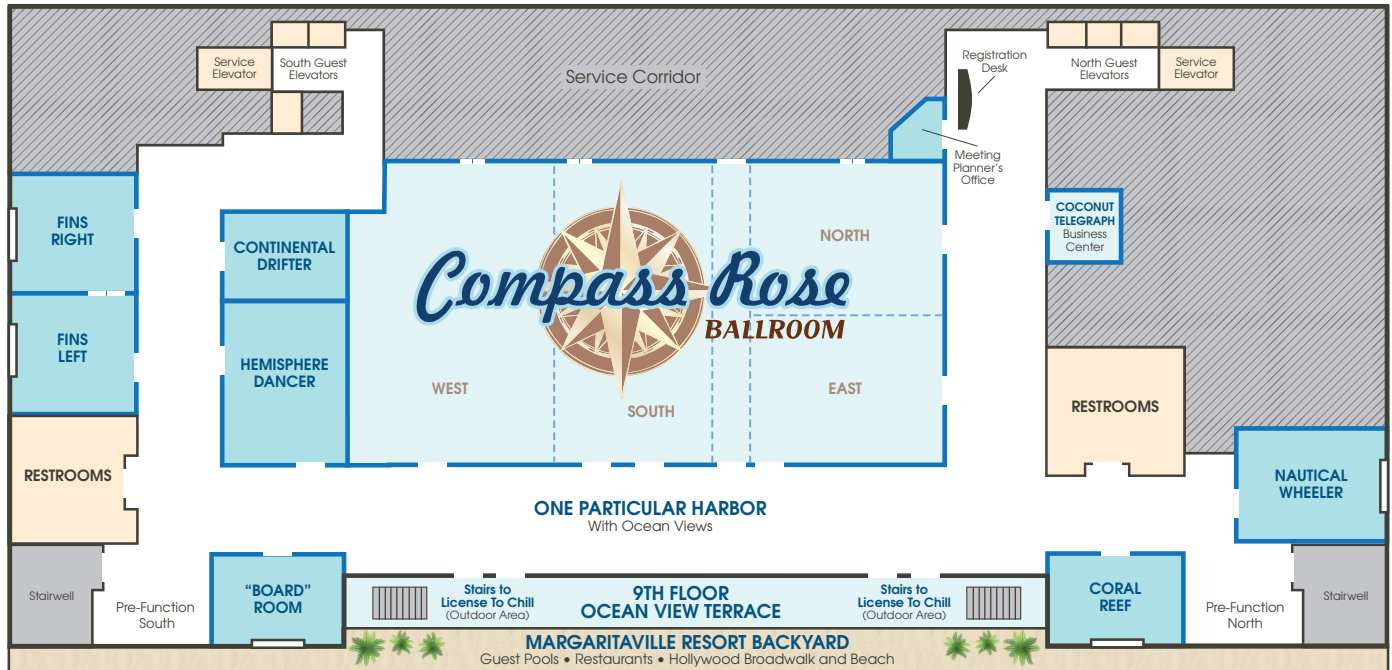 Service
Elevator
South Guest
Elevators
Service Corridor
Registration
Desk
North Guest
Elevators
Service
Elevator
Meeting
Planner's
Office
FINS
RIGHT
CONTINENTAL
DRIFTER
COCONUT
TELEGRAPH
Business
Center
NORTH
Compass Rose
BALLROOM
FINS
LEFT
HEMISPHERE
DANCER
WEST
SOUTH
EAST
RESTROOMS
RESTROOMS
NAUTICAL
WHEELER
ONE PARTICULAR HARBOR
With Ocean Views
Stairwell
Pre-Function
South
“BOARD”
ROOM
Stairs to
License To Chill
(Outdoor Area)
9TH FLOOR
OCEAN VIEW TERRACE
Stairs to
License To Chill
(Outdoor Area)
CORAL
REEF
Pre-Function
North
Stairwell
MARGARITAVILLE RESORT BACKYARD
Guest Pools • Restaurants • Hollywood Broadwalk and Beach